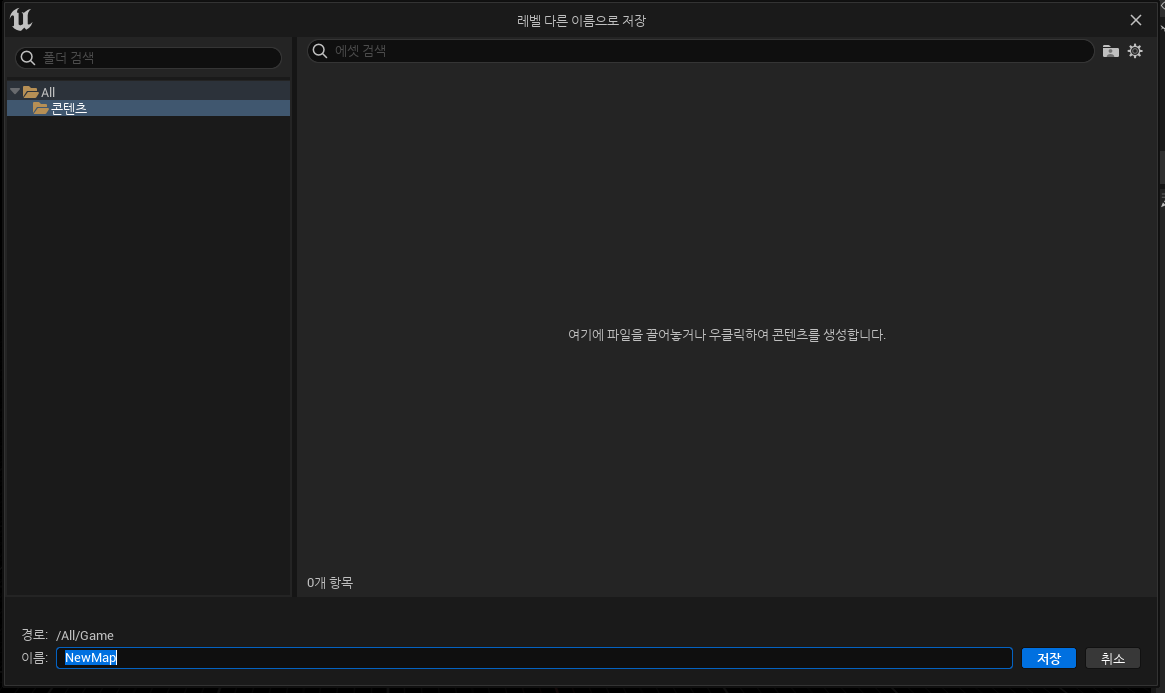 레벨 다른 이름으로 저장
폴더 검색
에셋 검색
All
콘텐츠
여기에 파일을 끌어놓거나 우클릭하여 콘텐츠를 생성합니다.
0개 항목
경로: /All/Game
이름: NewMap 저장 취소